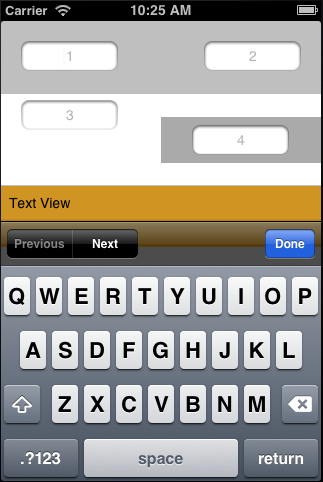 Carrier 10:25 AM
1 2
3
4
Text View
Previous Next Done
Q W E R T Y U I O P
A S D F G H J K L
Z X C V B N M
.?123 space return